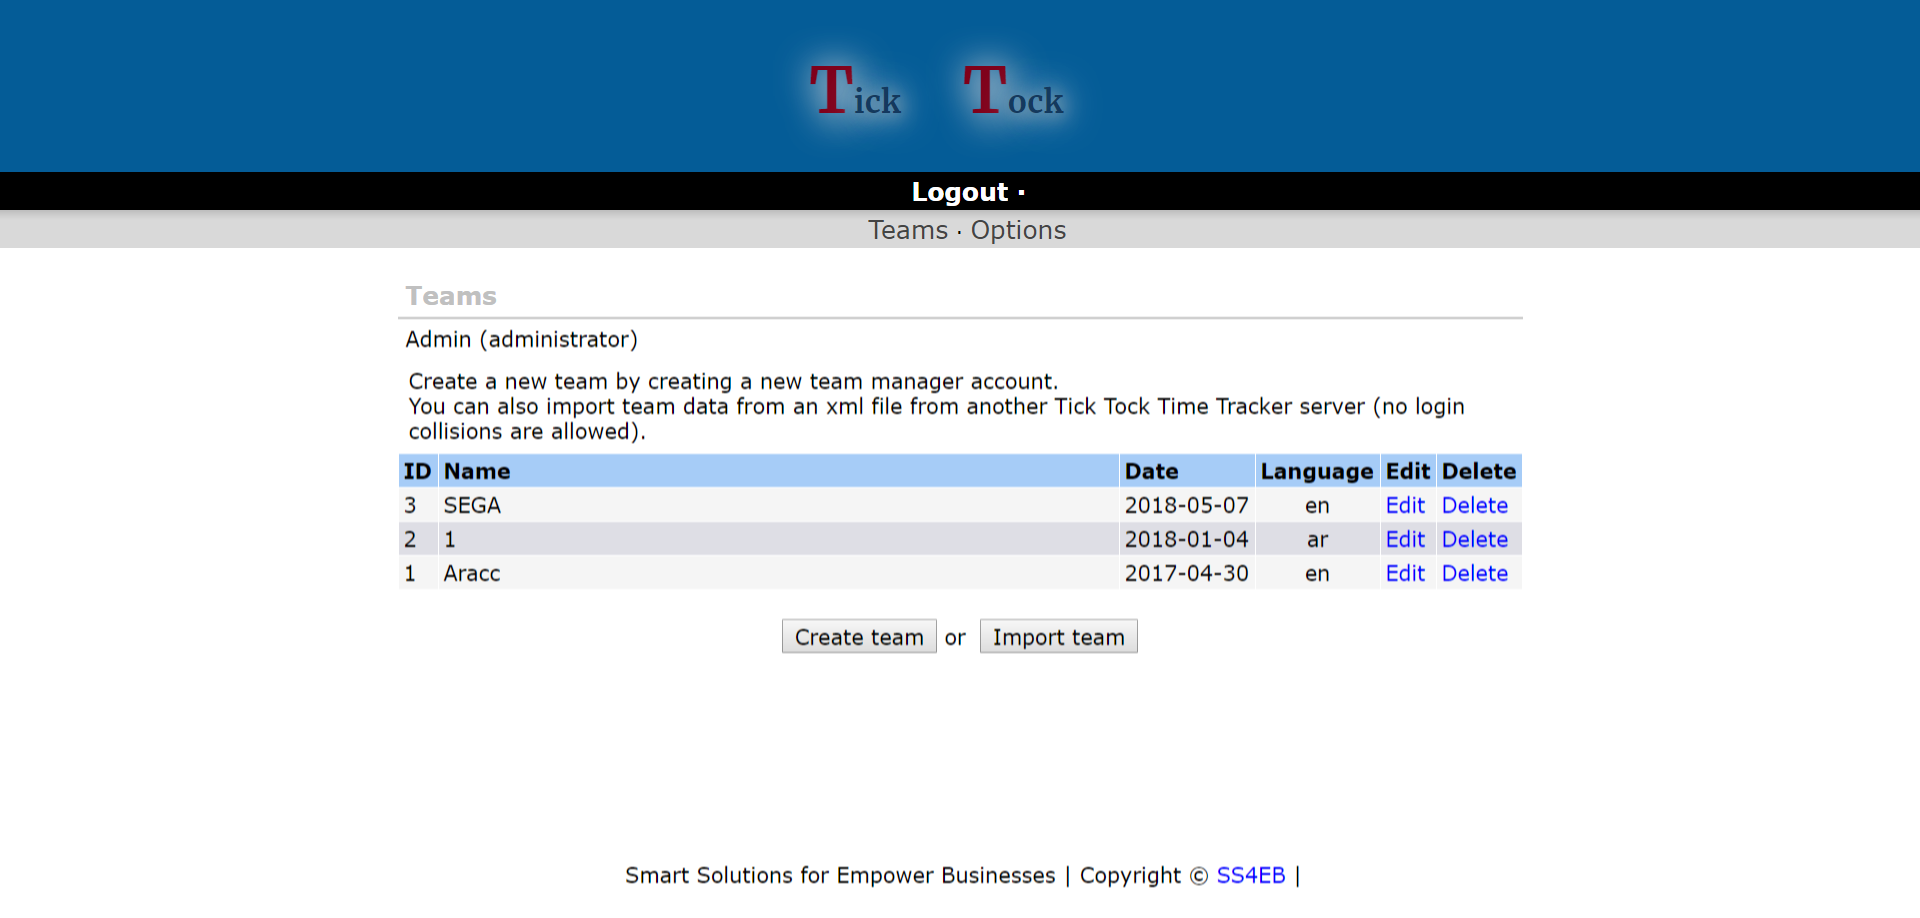 Tick Tock
Logout ·
Teams · Options
Teams
Admin (administrator)
Create a new team by creating a new team manager account.
You can also import team data from an xml file from another Tick Tock Time Tracker server (no login
collisions are allowed).
ID Name Date Language Edit Delete
3 SEGA 2018-05-07 en Edit Delete
2 1 2018-01-04 ar Edit Delete
1 Aracc 2017-04-30 en Edit Delete
Create team or Import team
Smart Solutions for Empower Businesses | Copyright © SS4EB |